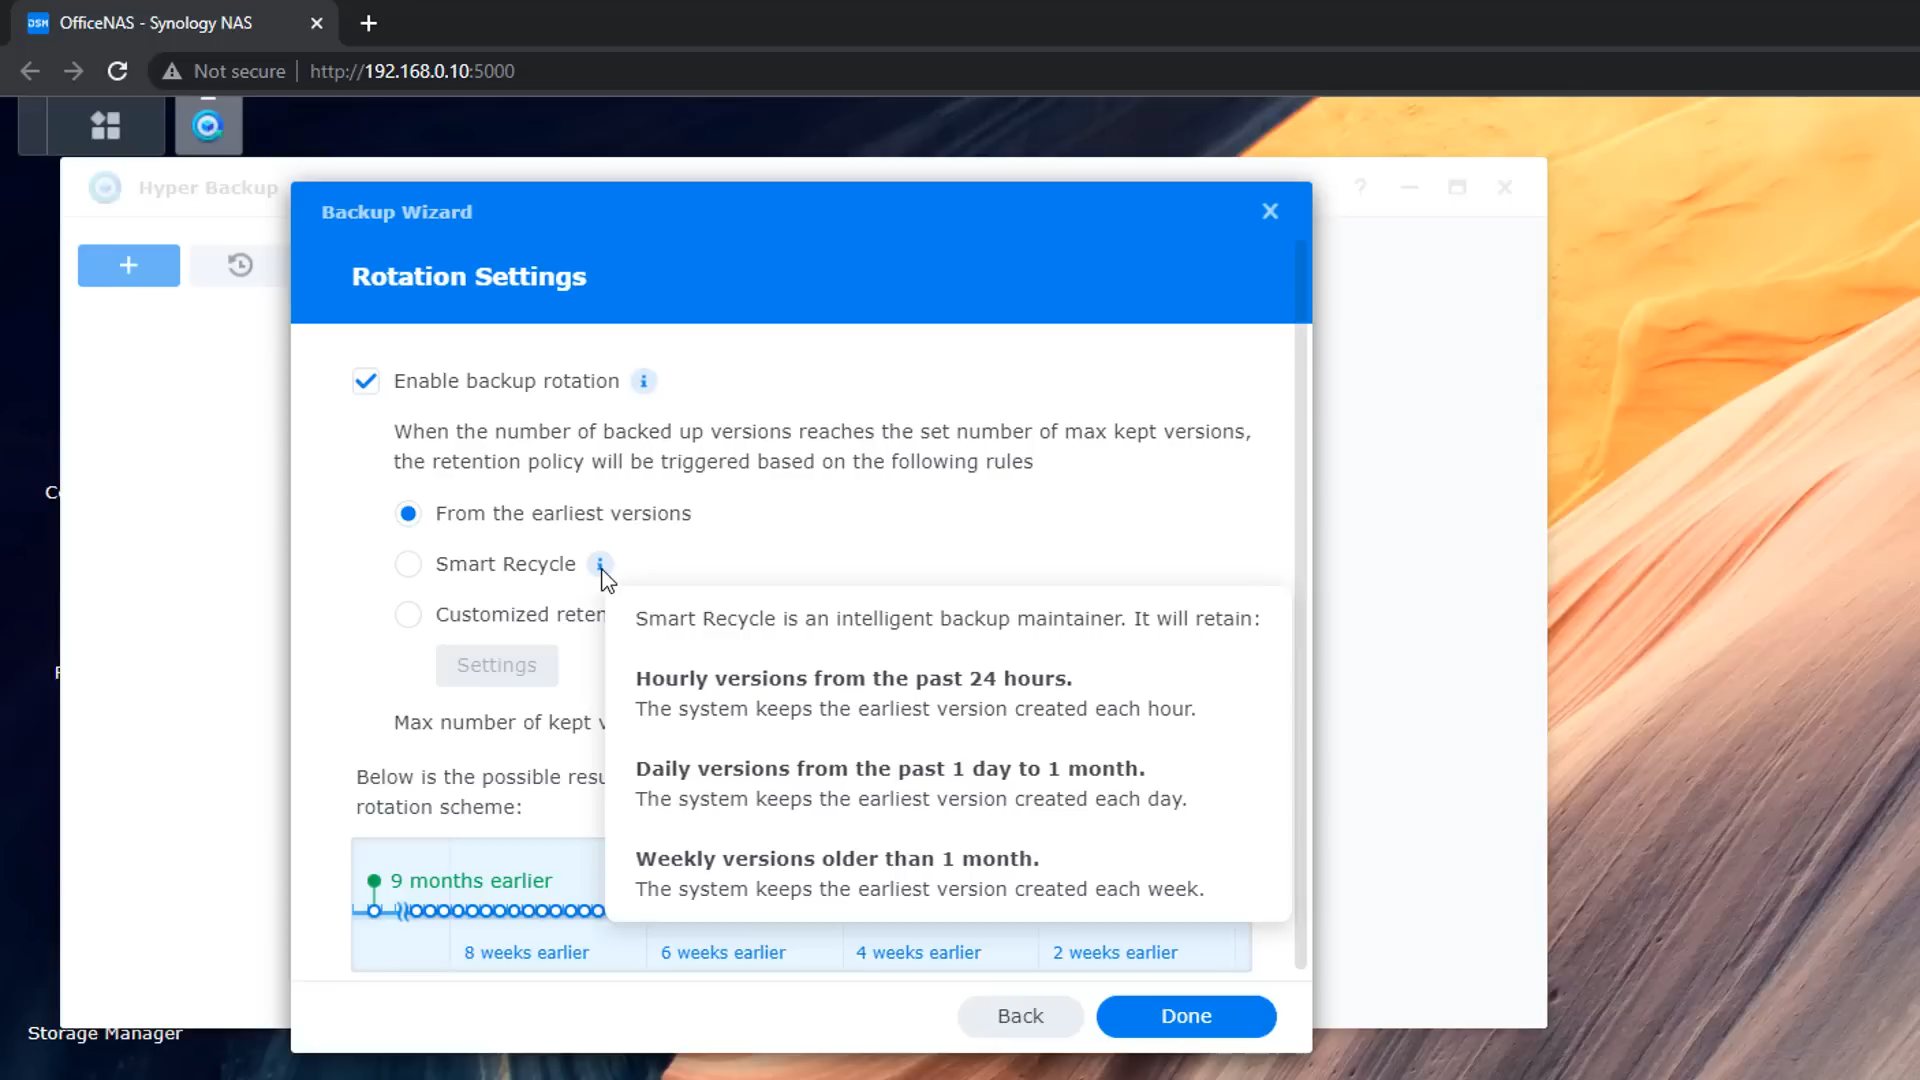 DSM OfficeNAS - Synology NAS
Not secure http://192.168.0.10:5000
Hyper Backup
Backup Wizard
Rotation Settings
Enable backup rotation
When the number of backed up versions reaches the set number of max kept versions,
the retention policy will be triggered based on the following rules
From the earliest versions
Smart Recycle
Customized reten
Settings
Max number of kept v
Below is the possible resu
rotation scheme:
Smart Recycle is an intelligent backup maintainer. It will retain:
Hourly versions from the past 24 hours.
The system keeps the earliest version created each hour.
Daily versions from the past 1 day to 1 month.
The system keeps the earliest version created each day.
Weekly versions older than 1 month.
The system keeps the earliest version created each week.
9 months earlier
8 weeks earlier 6 weeks earlier 4 weeks earlier 2 weeks earlier
Back Done
Storage Manager